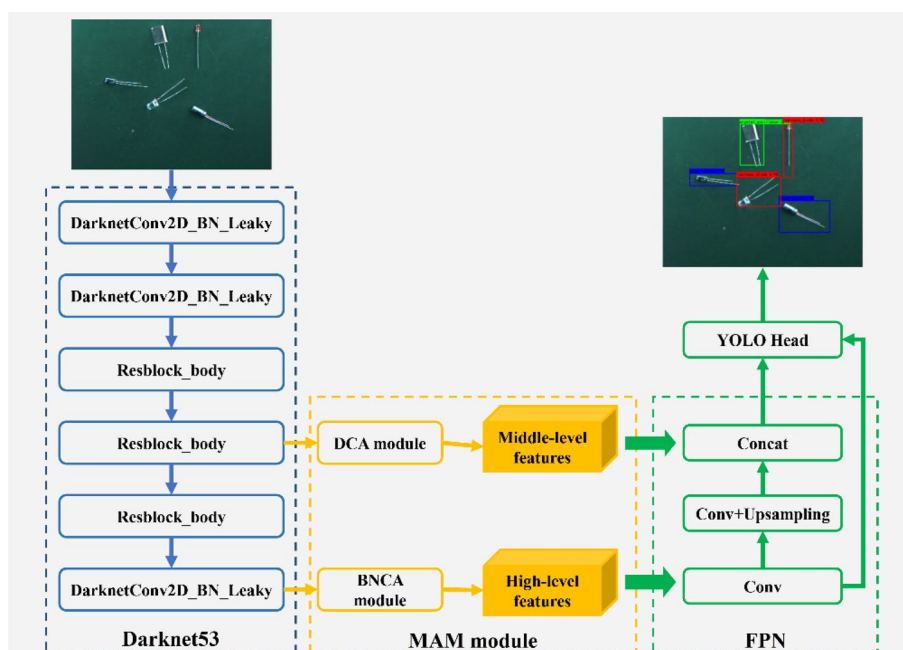 DarknetConv2D_BN_Leaky
DarknetConv2D_BN_Leaky
Resblock_body
Resblock_body
Resblock_body
DarknetConv2D_BN_Leaky
Darknet53
DCA module
Middle-level
features
BNCA
module
High-level
features
MAM module
YOLO Head
Concat
Conv+Upsampling
Conv
FPN